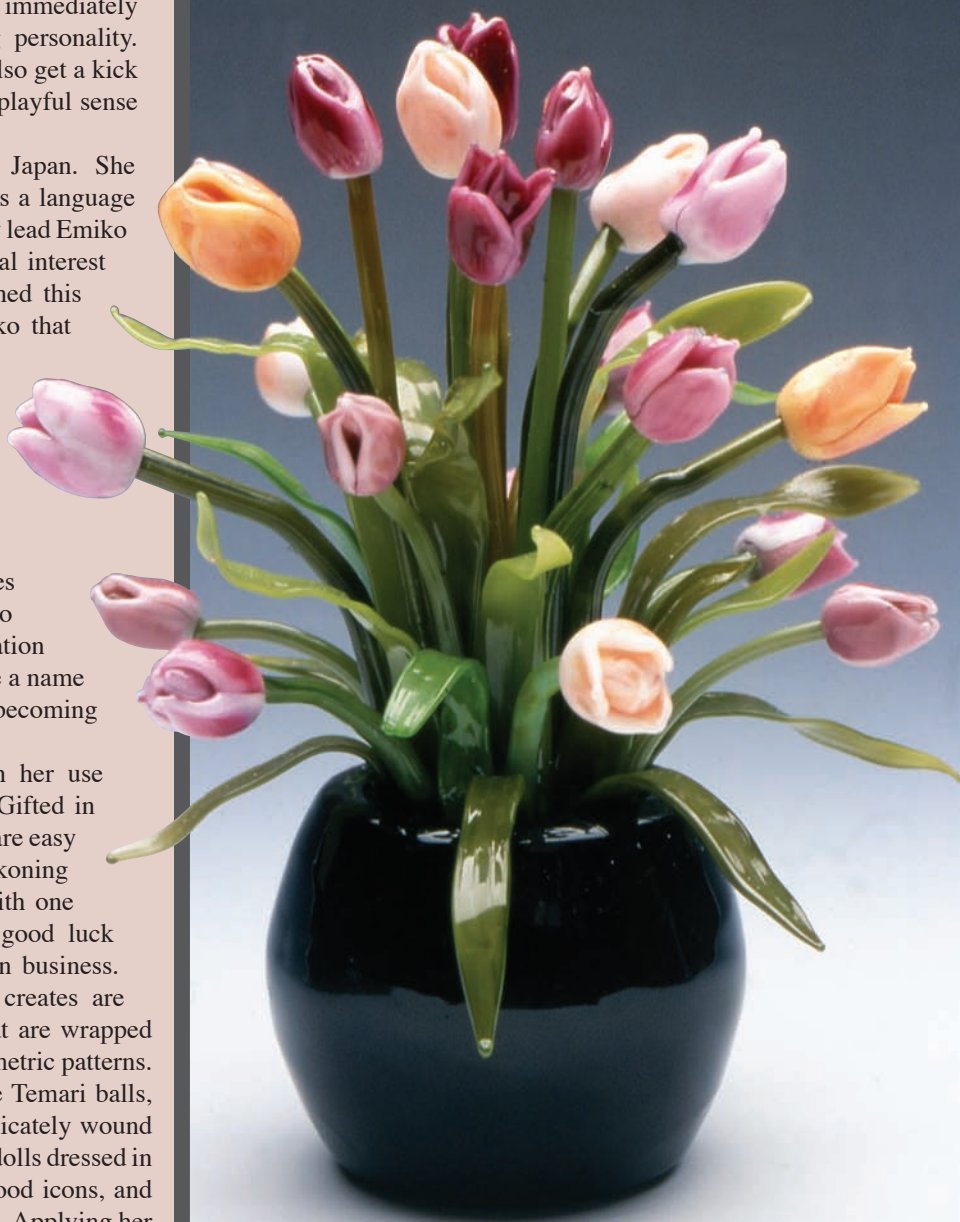 immediately
personality.
lso get a kick
playful sense
Japan. She
s a language
lead Emiko
al interest
ned this
ko that
es
o
ation
a name
becoming
n her use
Gifted in
are easy
koning
ith one
good luck
n business.
creates are
at are wrapped
metric patterns.
e Temari balls,
icately wound
dolls dressed in
ood icons, and
Applying her